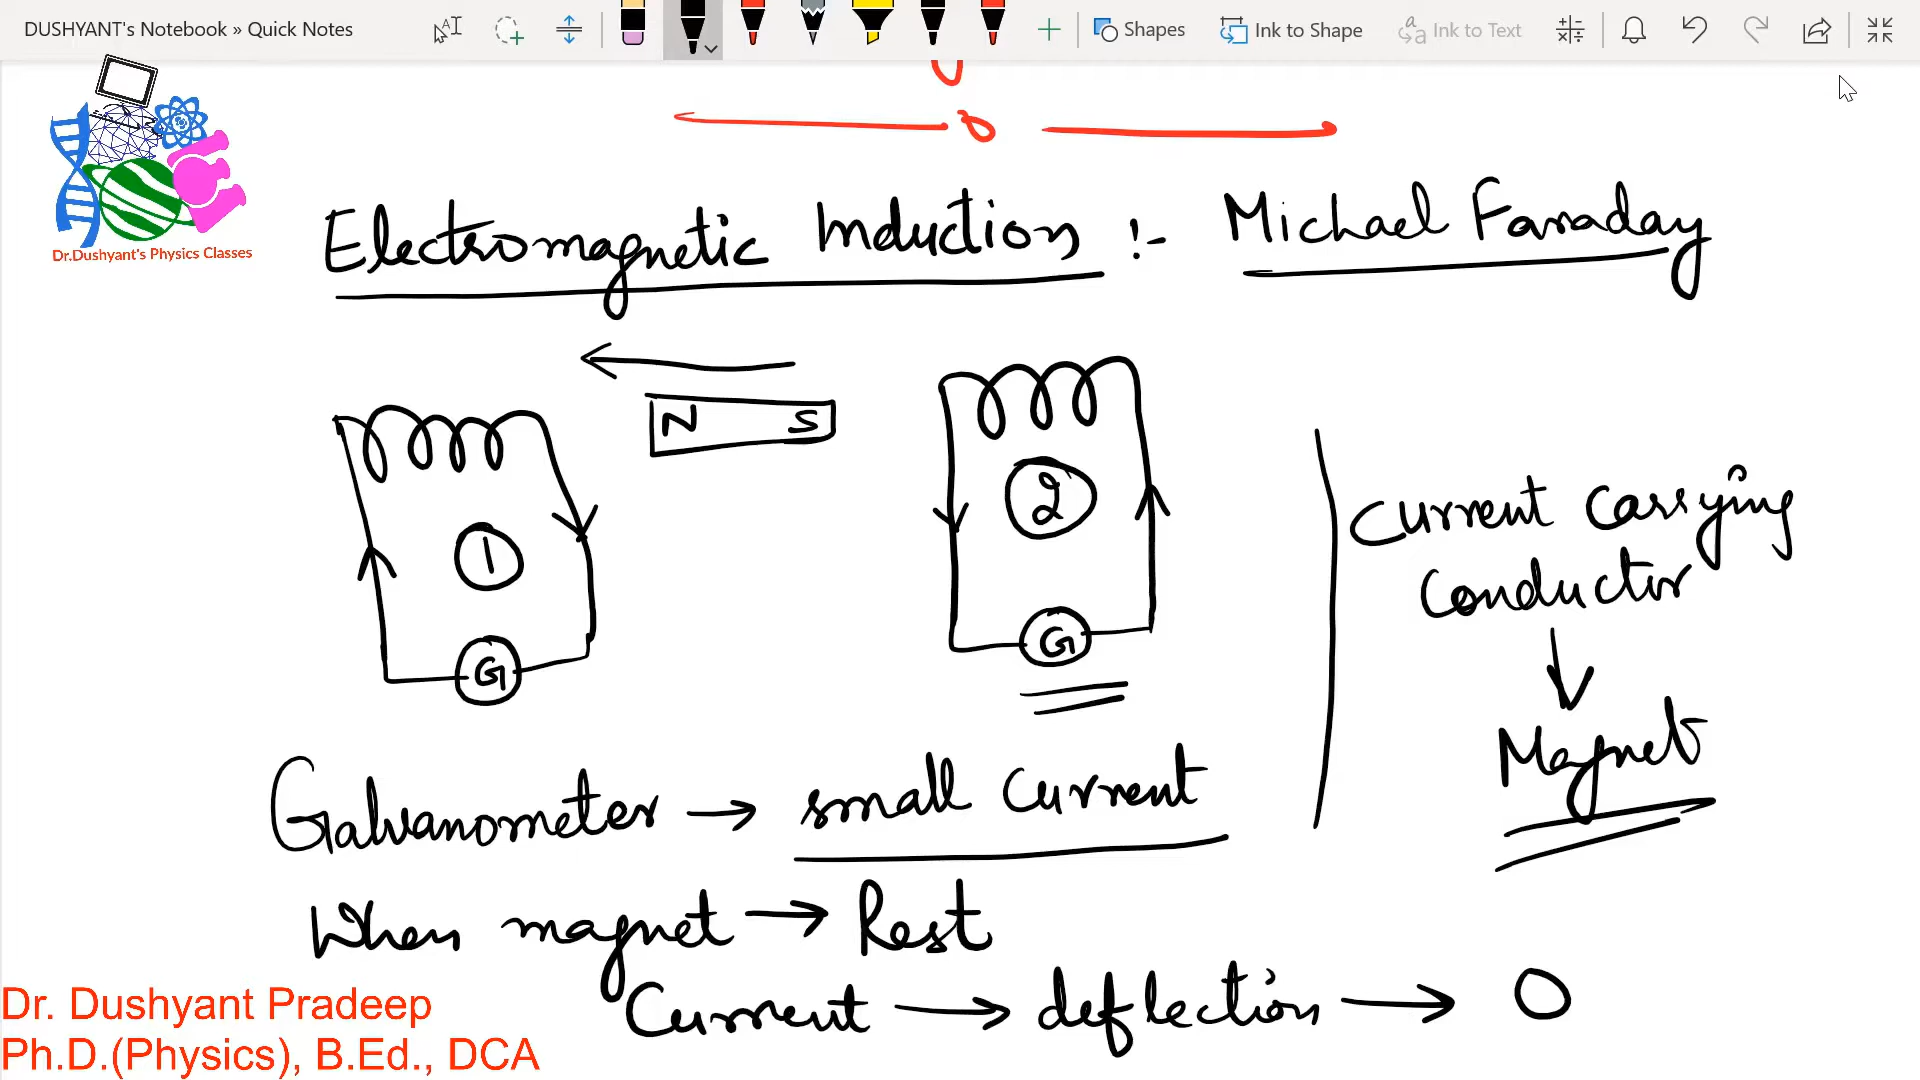 DUSHYANT's Notebook » Quick Notes
Shapes
Ink to Shape
Ink to Text
Dr.Dushyant's Physics Classes
Electromagnetic Induction :- Michael Faraday
N S
1
G
2
G
Current Carrying
Conductor
↓
Magnet
Galvanometer → small current
When magnet → Rest
Current → deflection → 0
Dr. Dushyant Pradeep
Ph.D.(Physics), B.Ed., DCA